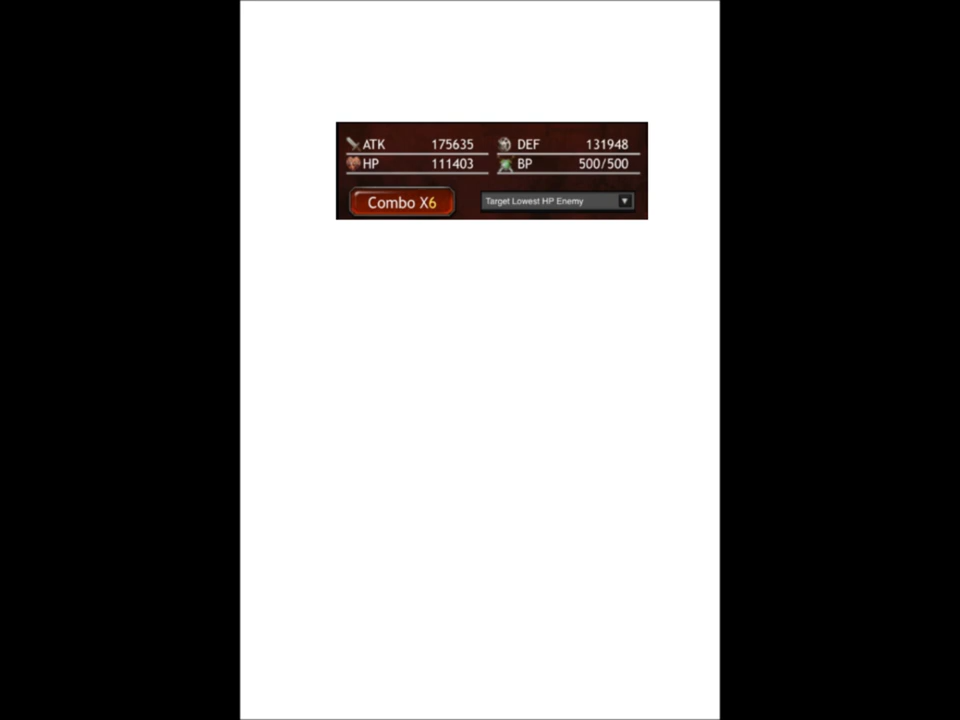 ATK 175635 DEF 131948
HP 111403 BP 500/500
Combo X6 Target Lowest HP Enemy